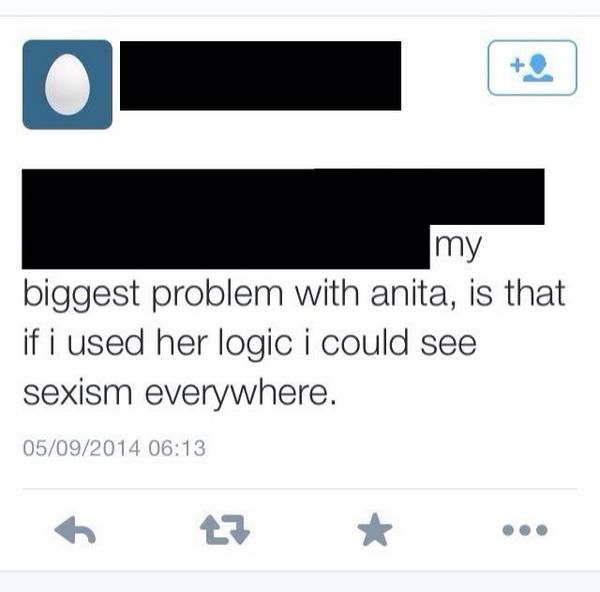 my
biggest problem with anita, is that
if i used her logic i could see
sexism everywhere.
05/09/2014 06:13